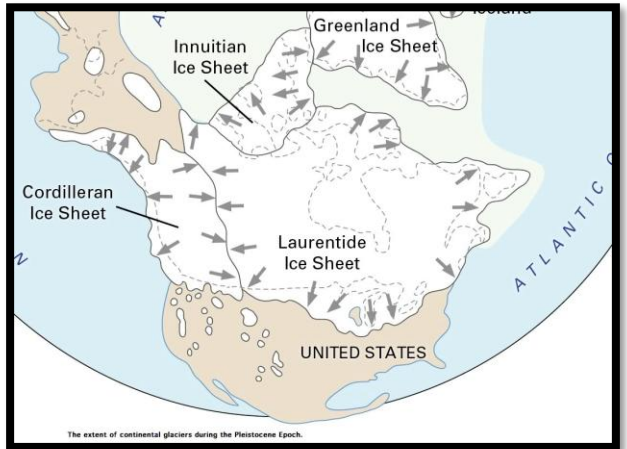 Iceland
Greenland
Ice Sheet
Innuitian
Ice Sheet
Cordilleran
Ice Sheet
Laurentide
Ice Sheet
ATLANTIC
UNITED STATES
The extent of continental glaciers during the Pleistocene Epoch.